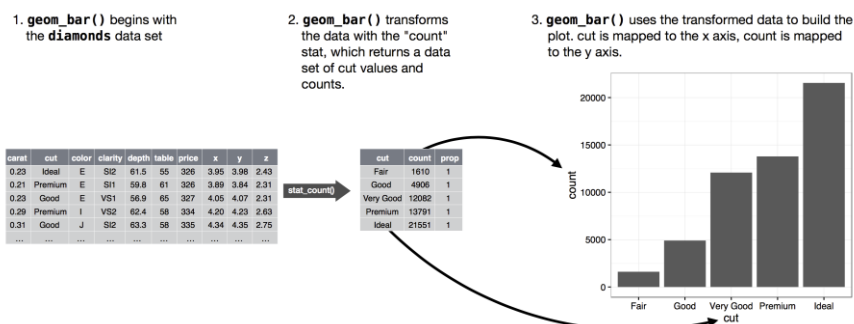 1. geom_bar() begins with
the diamonds data set
2. geom_bar() transforms
the data with the "count"
stat, which returns a data
set of cut values and
counts.
3. geom_bar() uses the transformed data to build the
plot. cut is mapped to the x axis, count is mapped
to the y axis.
carat cut color clarity depth table price x y z
0.23 Ideal E SI2 61.5 55 326 3.95 3.98 2.43
0.21 Premium E SI1 59.8 61 326 3.89 3.84 2.31
0.23 Good E VS1 56.9 65 327 4.05 4.07 2.31
0.29 Premium I VS2 62.4 58 334 4.20 4.23 2.63
0.31 Good J SI2 63.3 58 335 4.34 4.35 2.75
... ... ... ... ... ... ... ... ... ...
stat_count()
cut count prop
Fair 1610 1
Good 4906 1
Very Good 12082 1
Premium 13791 1
Ideal 21551 1
... ... ...
20000
15000
10000
5000
0
count
Fair Good Very Good Premium Ideal
cut